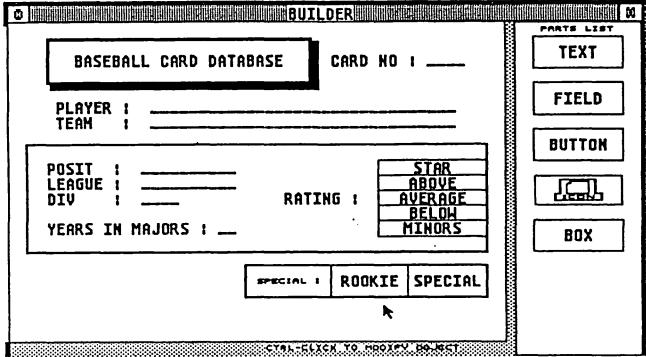 BUILDER
BASEBALL CARD DATABASE CARD NO :
PLAYER :
TEAM :
POSIT :
LEAGUE :
DIV :
YEARS IN MAJORS :
RATING :
STAR
ABOVE
AVERAGE
BELOW
MINORS
SPECIAL : ROOKIE SPECIAL
CTRL-CLICK TO MODIFY OBJECT
PARTS LIST
TEXT
FIELD
BUTTON
BOX